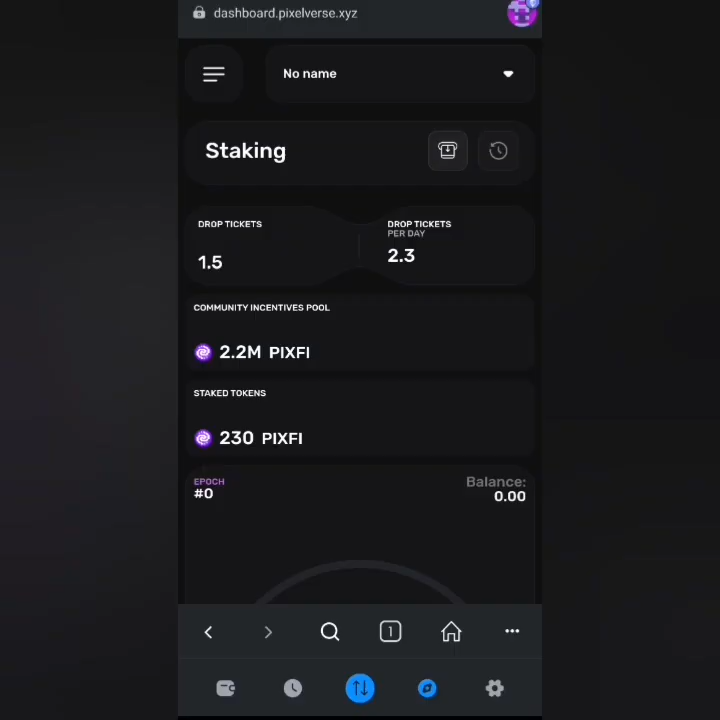 dashboard.pixelverse.xyz
No name
Staking
DROP TICKETS
1.5
DROP TICKETS
PER DAY
2.3
COMMUNITY INCENTIVES POOL
2.2M PIXFI
STAKED TOKENS
230 PIXFI
EPOCH
#0
Balance:
0.00
1